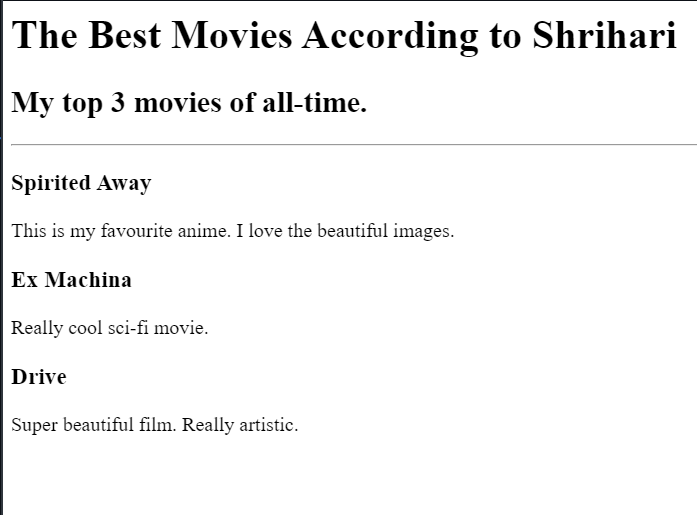 The Best Movies According to Shrihari
My top 3 movies of all-time.
Spirited Away
This is my favourite anime. I love the beautiful images.
Ex Machina
Really cool sci-fi movie.
Drive
Super beautiful film. Really artistic.